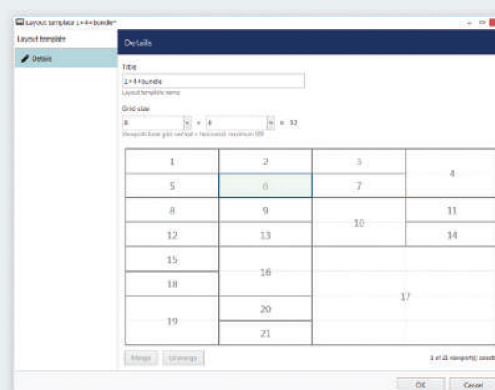 Layout template 1+4+bundle*
Layout template
Details
Details
Title
1+4+bundle
Layout template name
Grid size
8 × 4 = 32
1 2 3 4
5 6 7
8 9 10 11
12 13 14
15 16 17
18
19 20
21
Merge Unmerge
OK Cancel